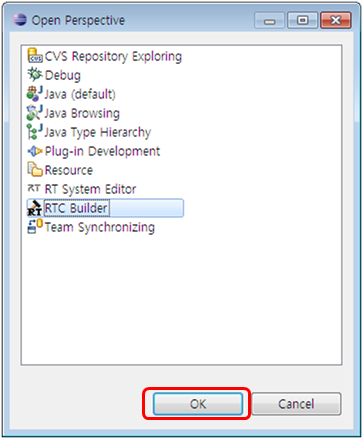 Open Perspective
CVS Repository Exploring
Debug
Java (default)
Java Browsing
Java Type Hierarchy
Plug-in Development
Resource
RT System Editor
RTC Builder
Team Synchronizing
OK
Cancel